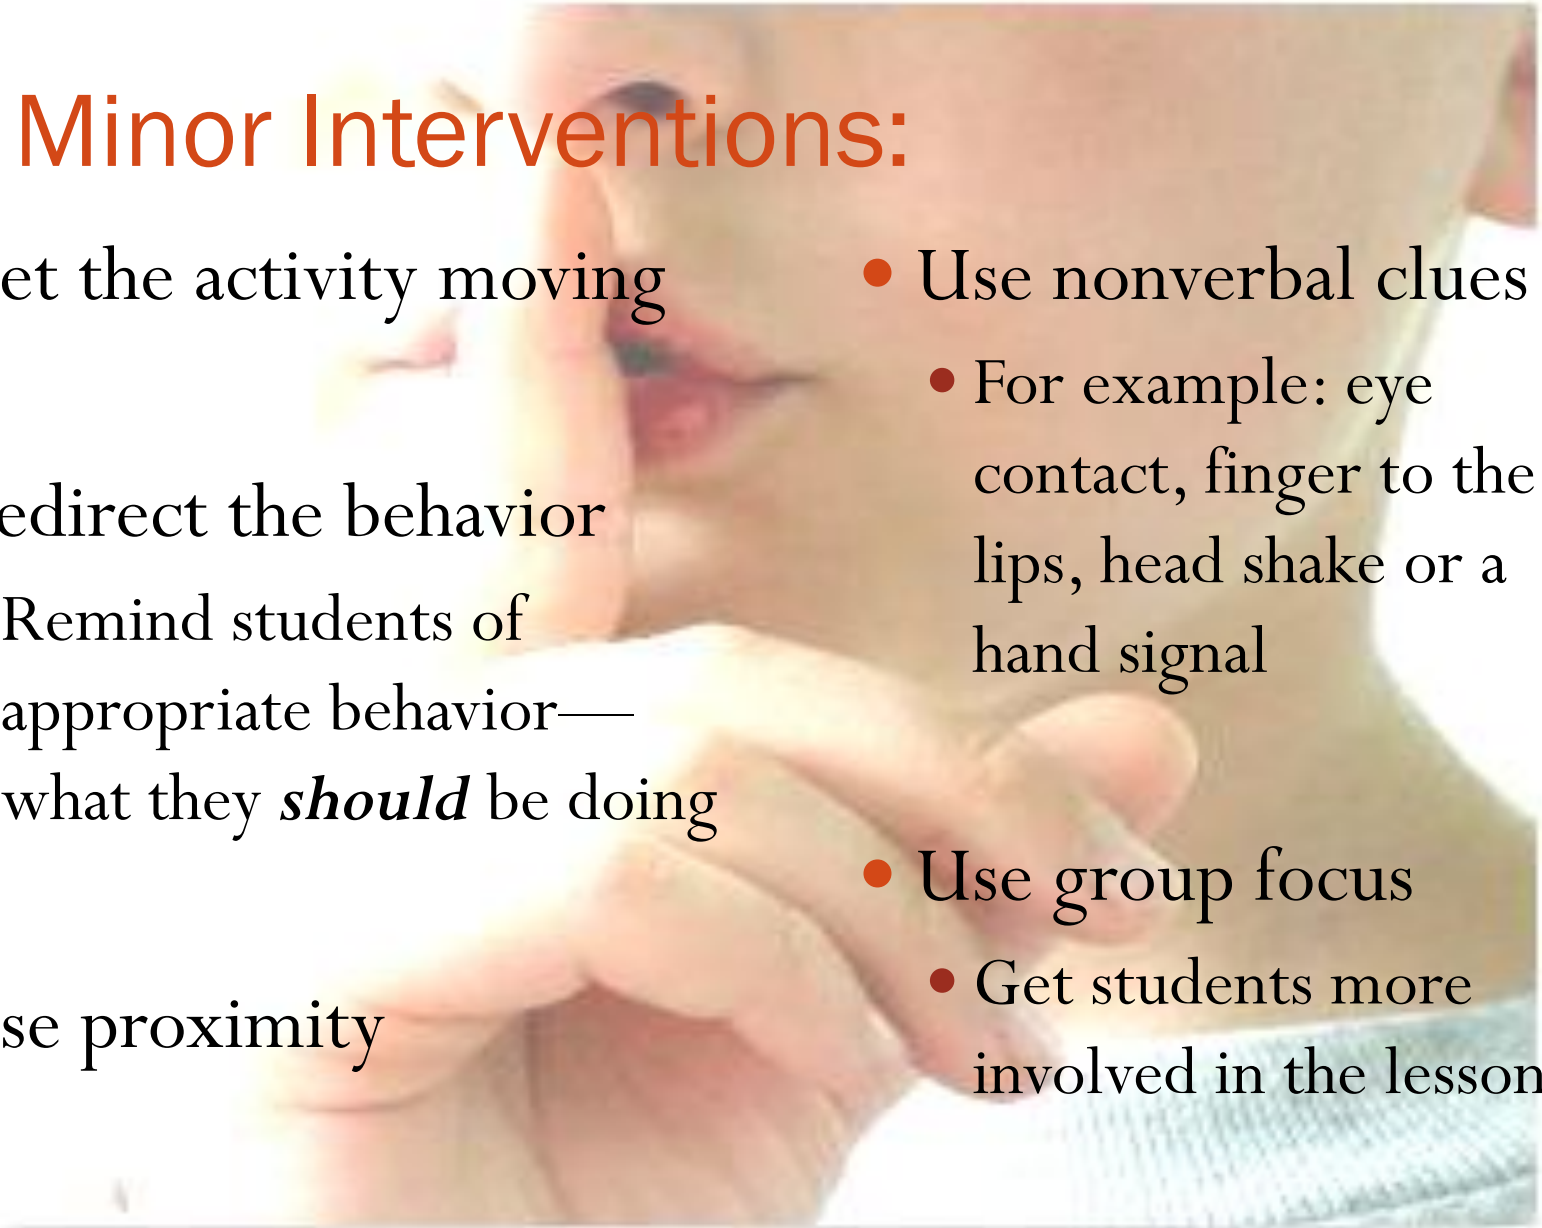 Minor Interventions:
et the activity moving
edirect the behavior
Remind students of
appropriate behavior—
what they should be doing
se proximity
• Use nonverbal clues
• For example: eye
contact, finger to the
lips, head shake or a
hand signal
• Use group focus
• Get students more
involved in the lesson